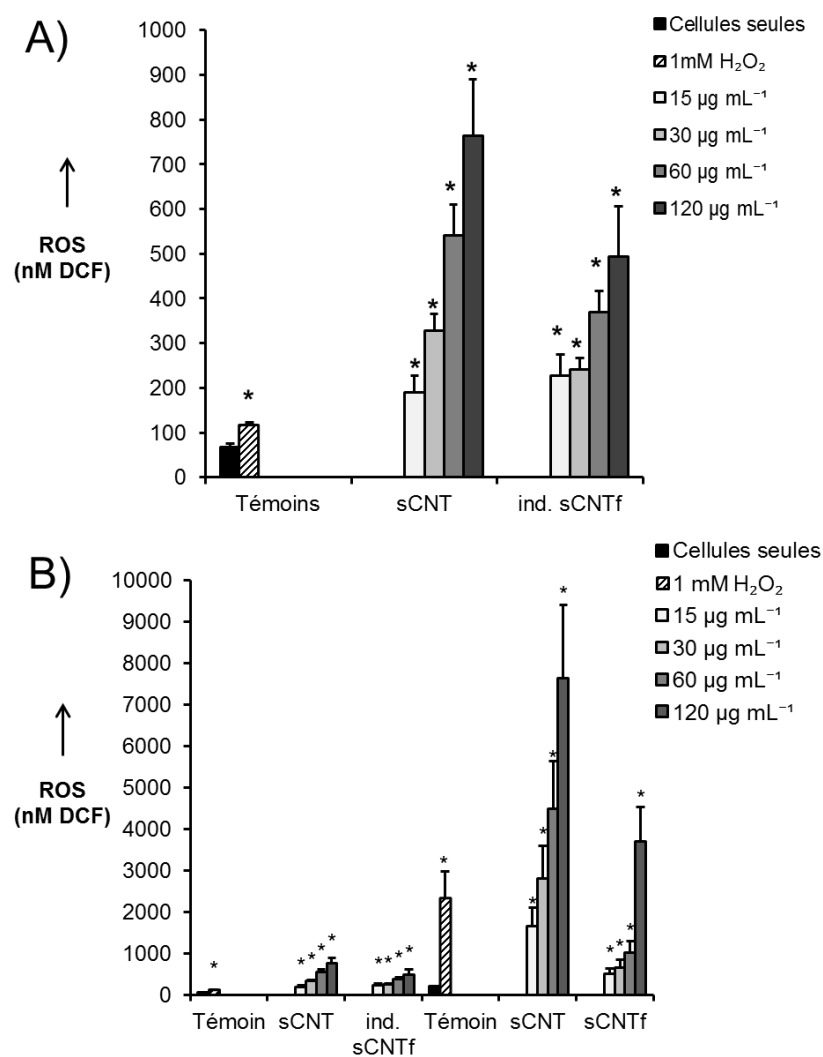 A)
1000
900
800
700
600
500
400
300
200
100
0
ROS
(nM DCF)
* * * * * * * * *
Témoins sCNT ind. sCNTf
Cellules seules
1mM H₂O₂
15 µg mL⁻¹
30 µg mL⁻¹
60 µg mL⁻¹
120 µg mL⁻¹
B)
10000
9000
8000
7000
6000
5000
4000
3000
2000
1000
0
ROS
(nM DCF)
* * * * * * * * * * * * * * * * * *
Témoin sCNT ind. Témoin sCNT sCNTf
sCNTf
Cellules seules
1 mM H₂O₂
15 µg mL⁻¹
30 µg mL⁻¹
60 µg mL⁻¹
120 µg mL⁻¹